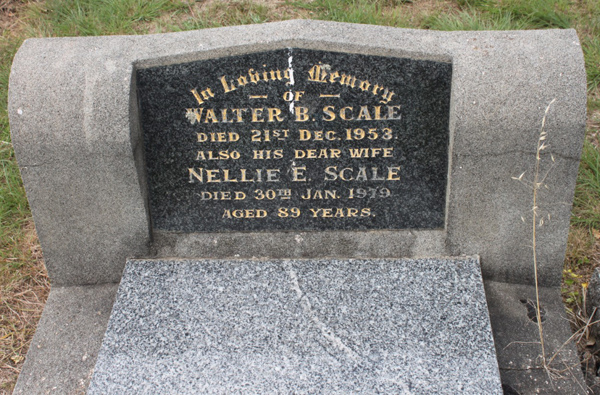 In Loving Memory
— OF —
WALTER B. SCALE
DIED 21ST DEC. 1953.
ALSO HIS DEAR WIFE
NELLIE E. SCALE
DIED 30TH JAN. 1979
AGED 89 YEARS.